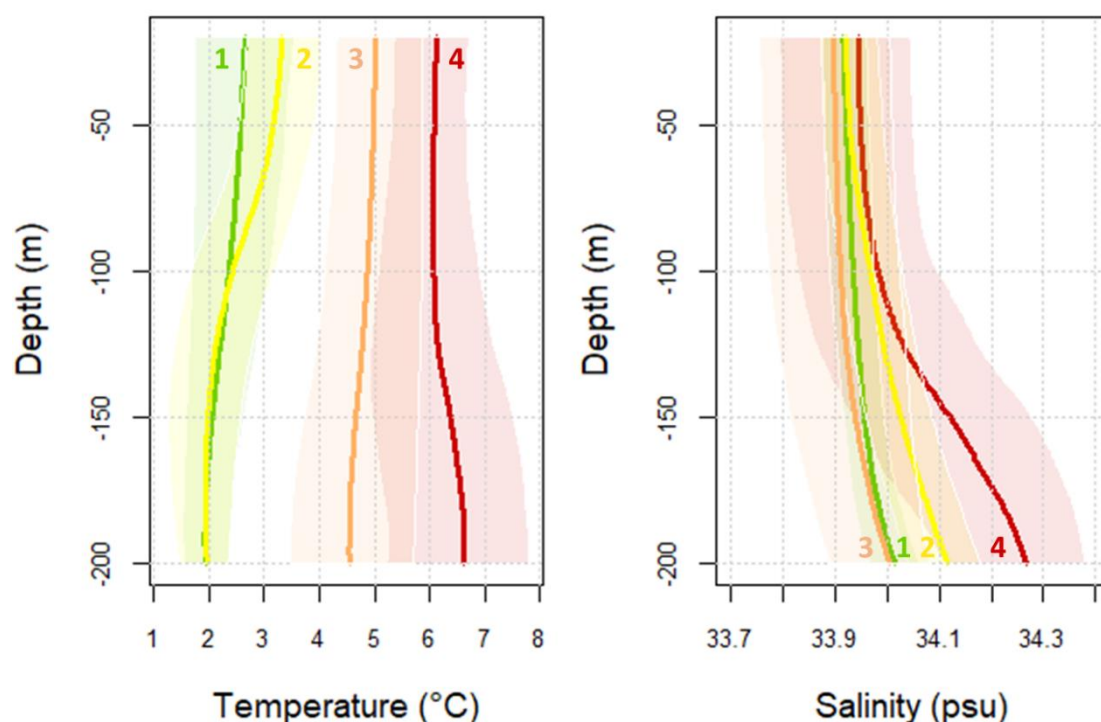 1 2 3 4
-50
-100
-150
-200
Depth (m)
1 2 3 4 5 6 7 8
Temperature (°C)
-50
-100
-150
-200
Depth (m)
3 1 2 4
33.7 33.9 34.1 34.3
Salinity (psu)